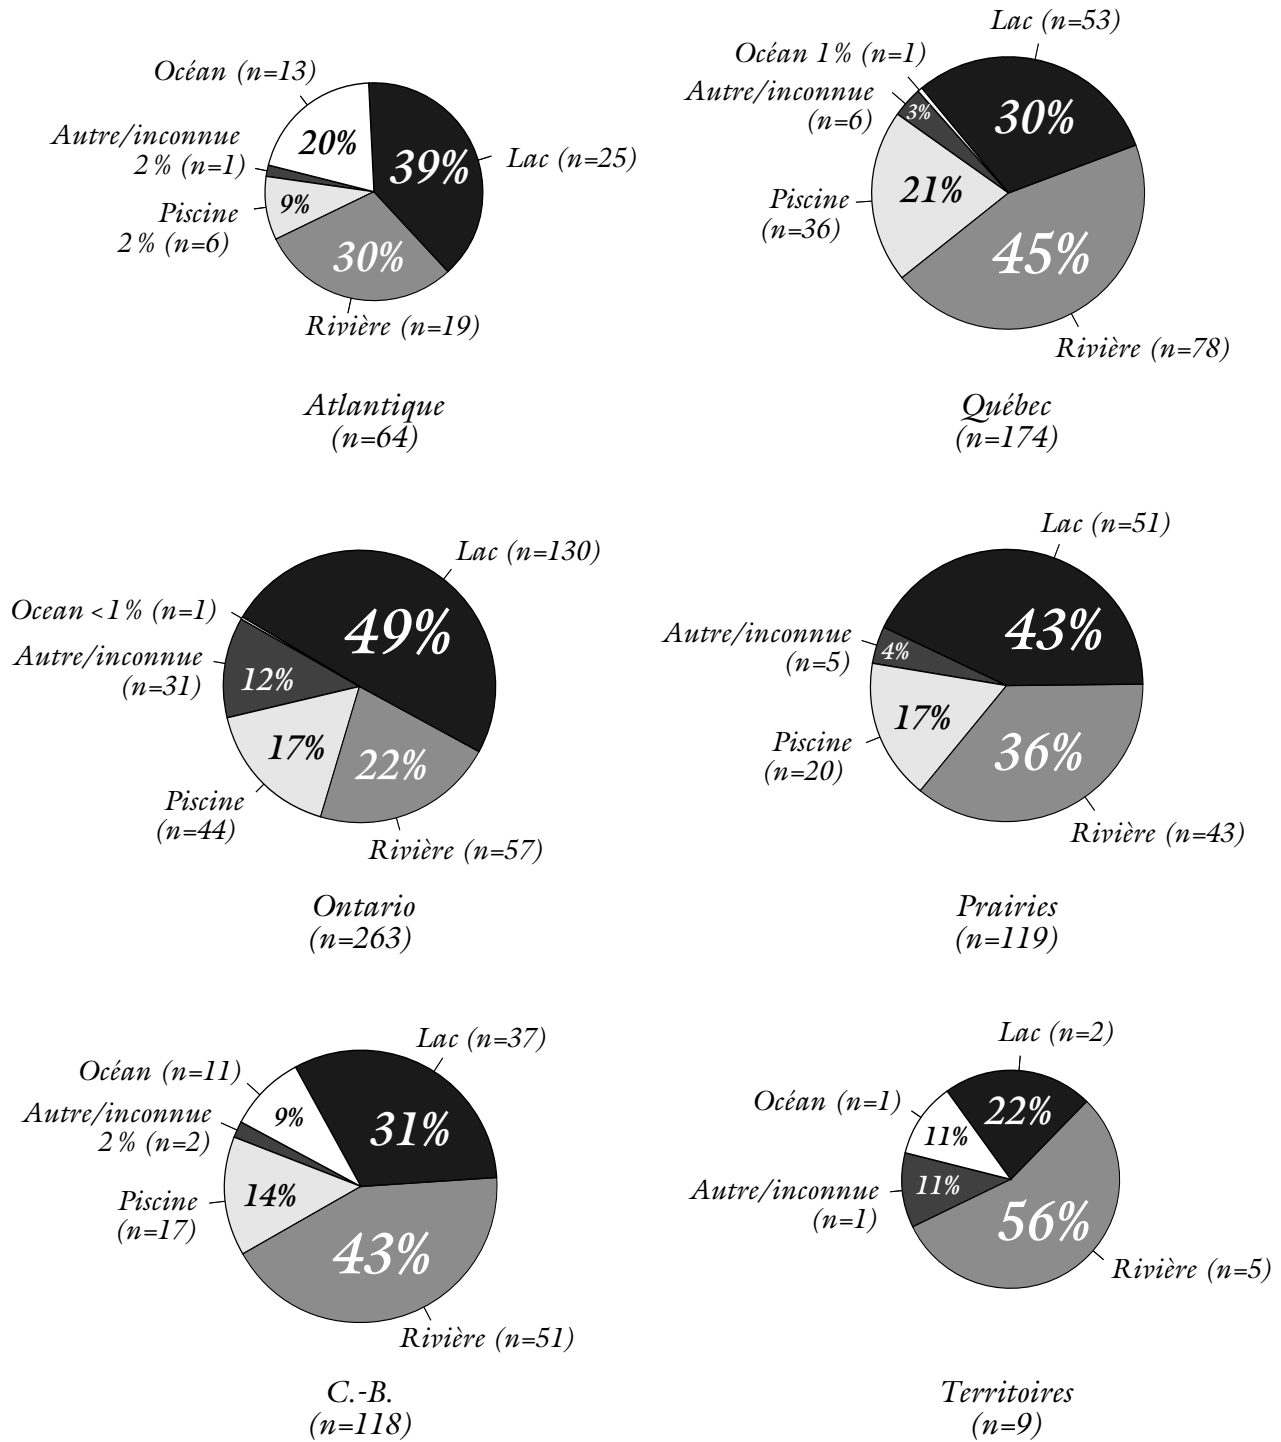 Océan (n=13)
Autre/inconnue
2% (n=1)
Piscine
2% (n=6)
Lac (n=25)
Rivière (n=19)
20%
39%
9%
30%
Atlantique
(n=64)
Lac (n=53)
Océan 1% (n=1)
Autre/inconnue
(n=6)
Piscine
(n=36)
Rivière (n=78)
3%
30%
21%
45%
Québec
(n=174)
Lac (n=130)
Ocean <1% (n=1)
Autre/inconnue
(n=31)
Piscine
(n=44)
Rivière (n=57)
49%
12%
17%
22%
Ontario
(n=263)
Lac (n=51)
Autre/inconnue
(n=5)
Piscine
(n=20)
Rivière (n=43)
43%
4%
17%
36%
Prairies
(n=119)
Lac (n=37)
Océan (n=11)
Autre/inconnue
2% (n=2)
Piscine
(n=17)
Rivière (n=51)
9%
31%
14%
43%
C.-B.
(n=118)
Lac (n=2)
Océan (n=1)
Autre/inconnue
(n=1)
Rivière (n=5)
22%
11%
11%
56%
Territoires
(n=9)